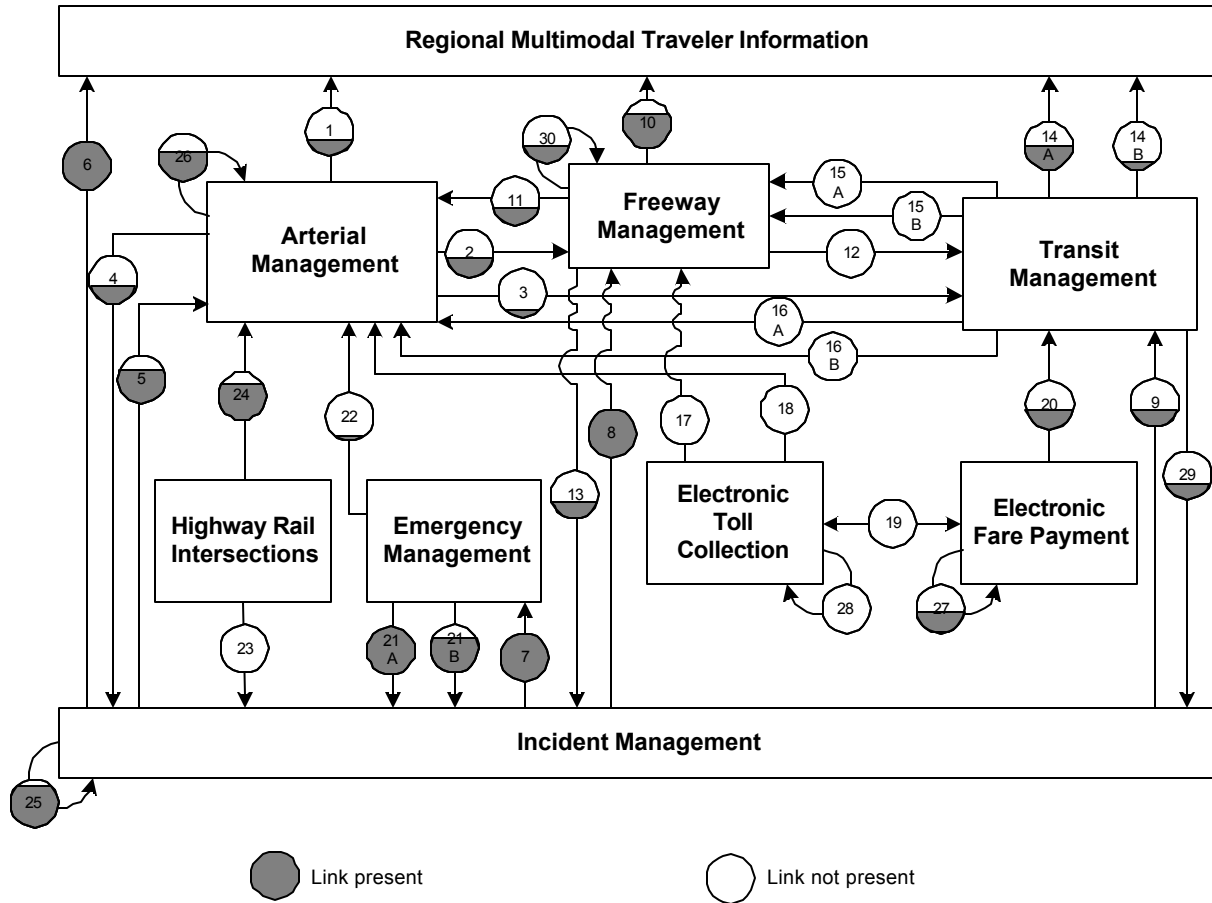 Regional Multimodal Traveler Information
1
10
14
A
14
B
6
26
30
15
A
11
Freeway
Management
15
B
Arterial
Management
2
12
Transit
Management
4
3
16
A
16
B
5
24
22
17
18
20
9
8
13
29
Highway Rail
Intersections
Emergency
Management
Electronic
Toll
Collection
19
Electronic
Fare Payment
28
27
23
21
A
21
B
7
Incident Management
25
Link present
Link not present